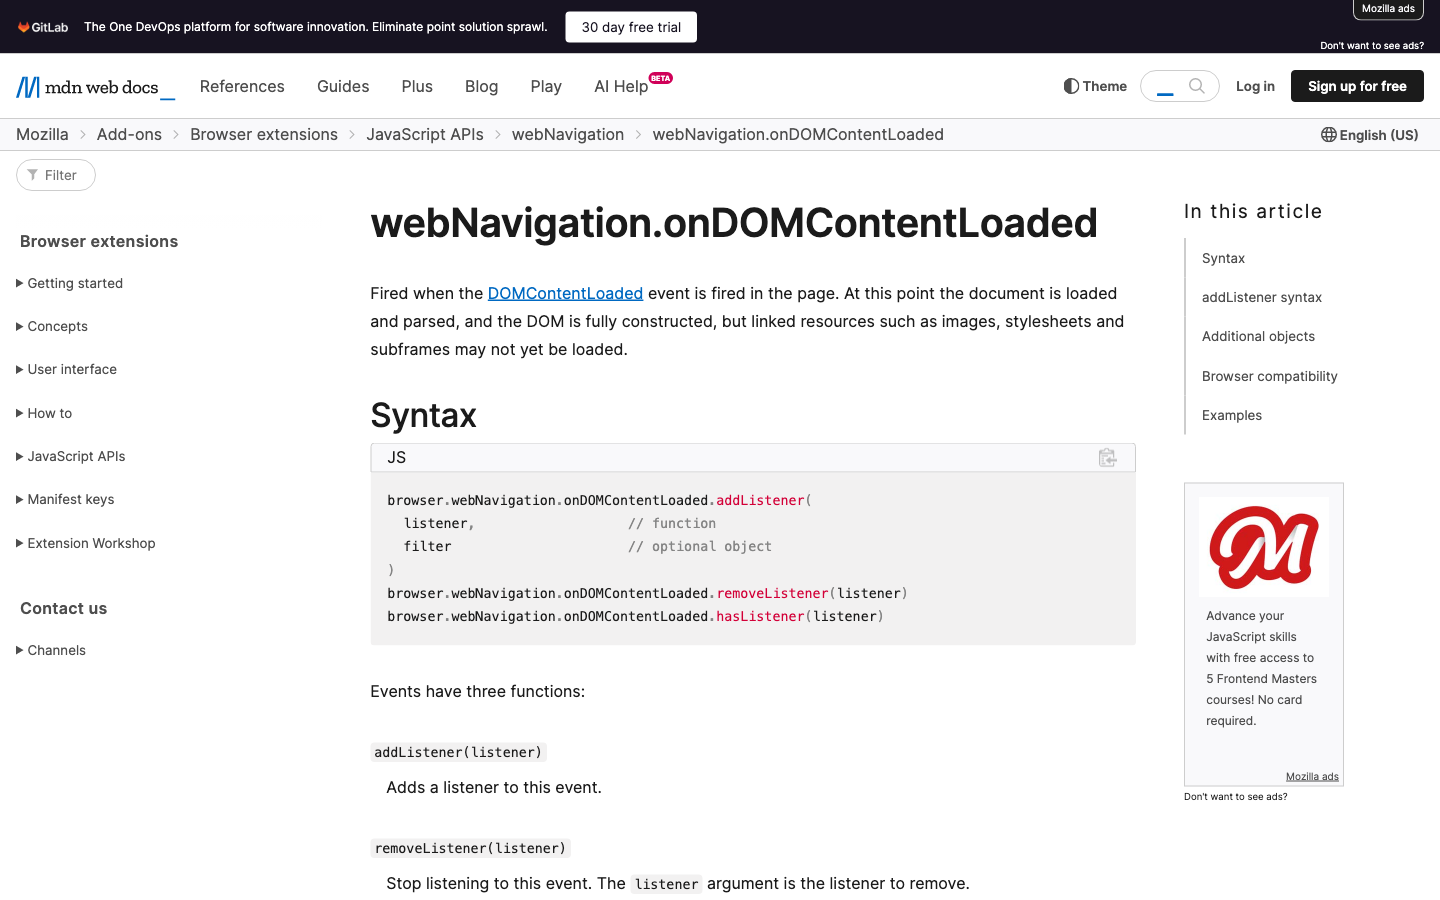 GitLab
The One DevOps platform for software innovation. Eliminate point solution sprawl.
30 day free trial
Mozilla ads
Don't want to see ads?
mdn web docs_
References
Guides
Plus
Blog
Play
AI Help
BETA
Theme
Log in
Sign up for free
Mozilla
Add-ons
Browser extensions
JavaScript APIs
webNavigation
webNavigation.onDOMContentLoaded
English (US)
Filter
Browser extensions
Getting started
Concepts
User interface
How to
JavaScript APIs
Manifest keys
Extension Workshop
Contact us
Channels
webNavigation.onDOMContentLoaded
Fired when the DOMContentLoaded event is fired in the page. At this point the document is loaded
and parsed, and the DOM is fully constructed, but linked resources such as images, stylesheets and
subframes may not yet be loaded.
Syntax
JS
browser.webNavigation.onDOMContentLoaded.addListener(
listener, // function
filter // optional object
)
browser.webNavigation.onDOMContentLoaded.removeListener(listener)
browser.webNavigation.onDOMContentLoaded.hasListener(listener)
Events have three functions:
addListener(listener)
Adds a listener to this event.
removeListener(listener)
Stop listening to this event. The listener argument is the listener to remove.
In this article
Syntax
addListener syntax
Additional objects
Browser compatibility
Examples
M
Advance your
JavaScript skills
with free access to
5 Frontend Masters
courses! No card
required.
Mozilla ads
Don't want to see ads?